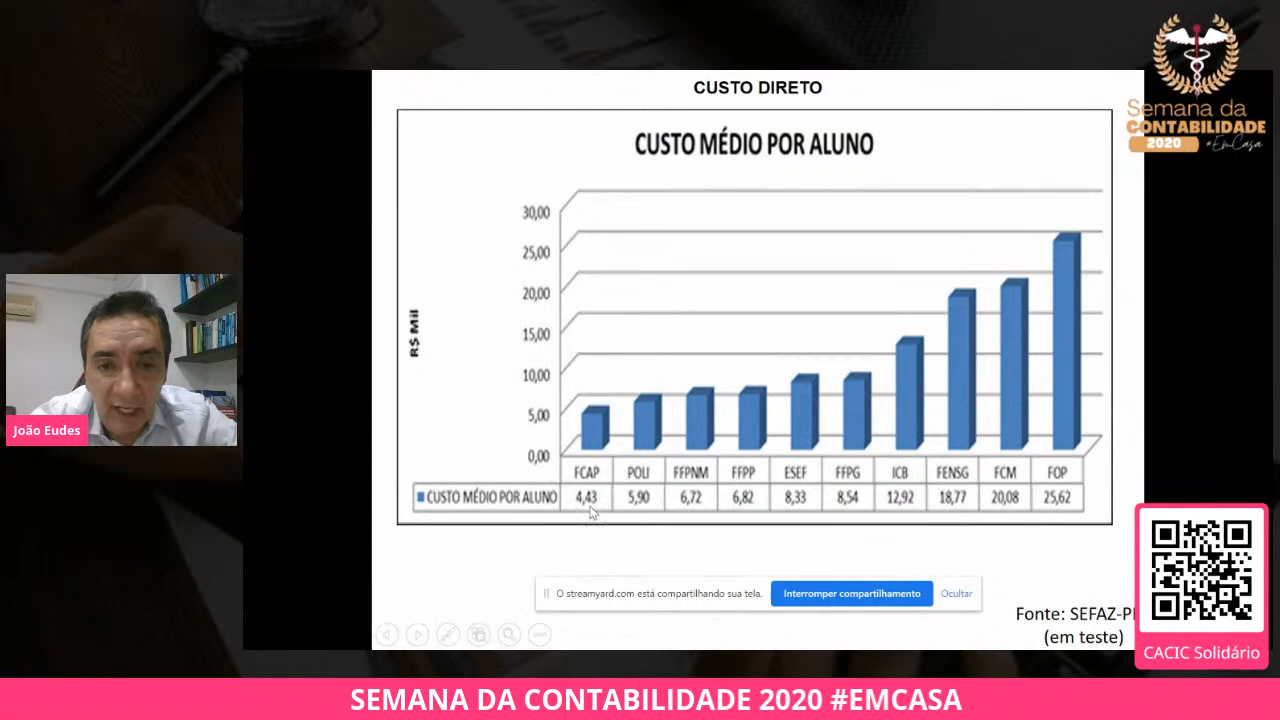 CUSTO DIRETO
Semana da
CONTABILIDADE
2020 #EmCasa
CUSTO MÉDIO POR ALUNO
R$ Mil
30,00
25,00
20,00
15,00
10,00
5,00
0,00
FCAP POLI FFPNM FFPP ESEF FFPG ICB FENSG FCM FOP
CUSTO MÉDIO POR ALUNO 4,43 5,90 6,72 6,82 8,33 8,54 12,92 18,77 20,08 25,62
João Eudes
O streamyard.com está compartilhando sua tela. Interromper compartilhamento Ocultar
Fonte: SEFAZ-
(em teste)
CACIC Solidário
SEMANA DA CONTABILIDADE 2020 #EMCASA